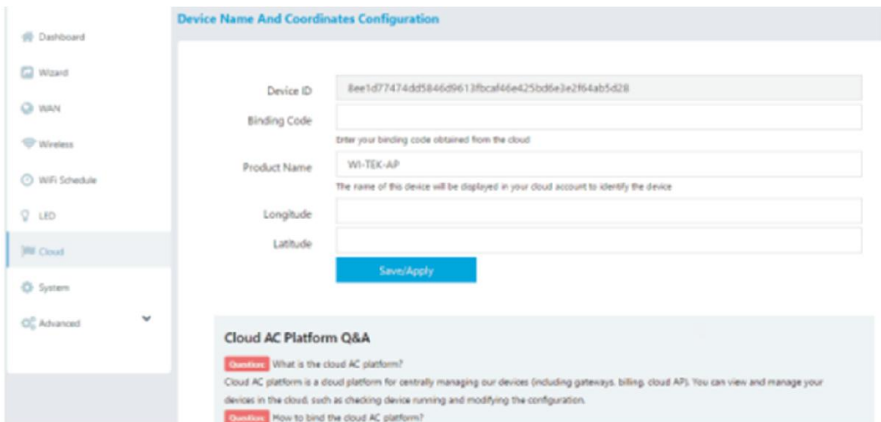 Device Name And Coordinates Configuration
Dashboard
Wizard
WAN
Wireless
WiFi Schedule
LED
Cloud
System
Advanced
Device ID
8ee1d77474dd5846d9613fbcaf46e425bd6e3e2f64ab5d28
Binding Code
Enter your binding code obtained from the cloud
Product Name
WI-TEK-AP
The name of this device will be displayed in your cloud account to identify the device
Longitude
Latitude
Save/Apply
Cloud AC Platform Q&A
Question: What is the cloud AC platform?
Cloud AC platform is a cloud platform for centrally managing our devices (including gateways, billing, cloud AP). You can view and manage your
devices in the cloud, such as checking device running and modifying the configuration.
Question: How to bind the cloud AC platform?